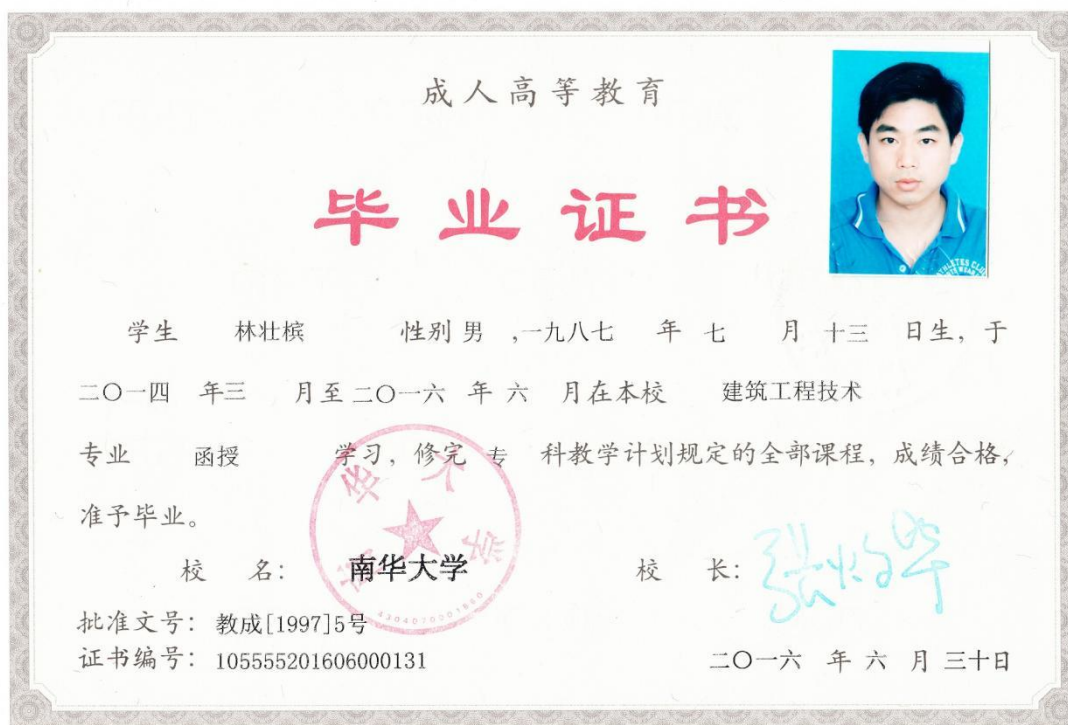 成人高等教育
毕业证书
学生 林壮槟 性别 男 ,一九八七 年 七 月 十三 日生，于
二〇一四 年三 月至 二〇一六 年 六 月在本校 建筑工程技术
专业 函授 学习，修完 专 科教学计划规定的全部课程，成绩合格，
准予毕业。
校 名： 南华大学 校 长：
批准文号：教成[1997]5号
证书编号：105555201606000131 二〇一六 年 六 月 三十日
南华大学